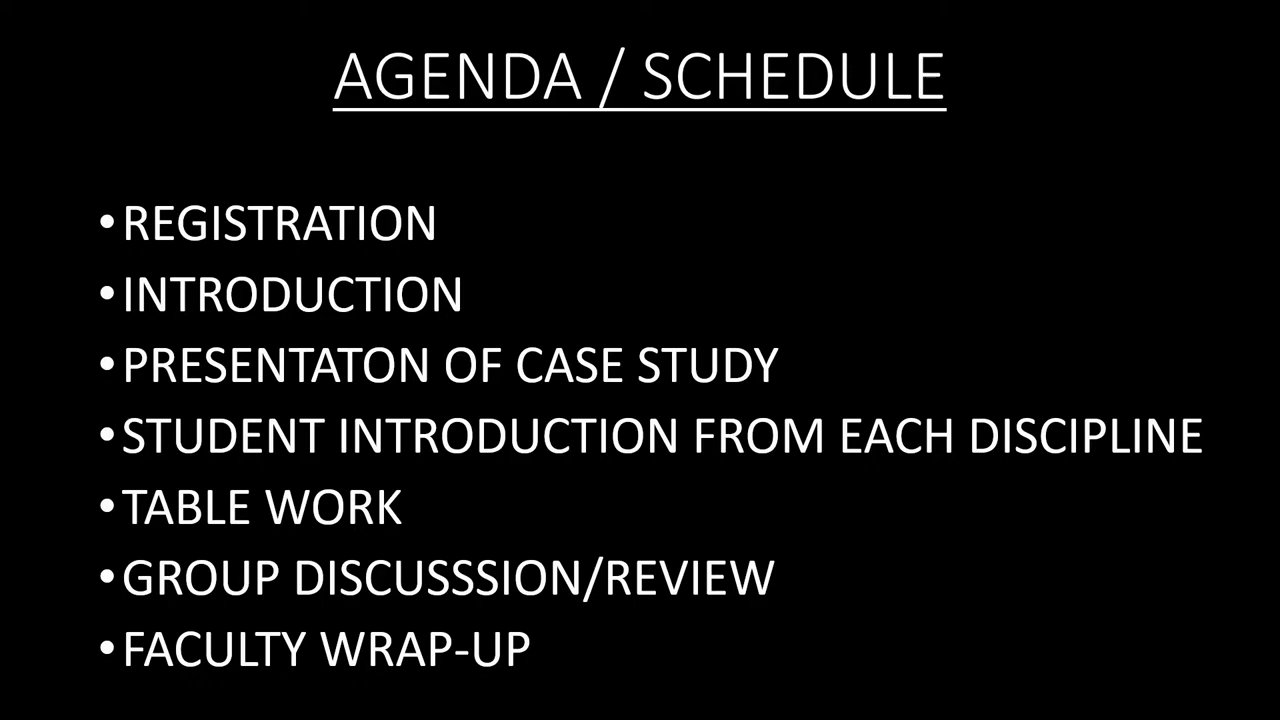 AGENDA / SCHEDULE
•REGISTRATION
•INTRODUCTION
•PRESENTATON OF CASE STUDY
•STUDENT INTRODUCTION FROM EACH DISCIPLINE
•TABLE WORK
•GROUP DISCUSSSION/REVIEW
•FACULTY WRAP-UP